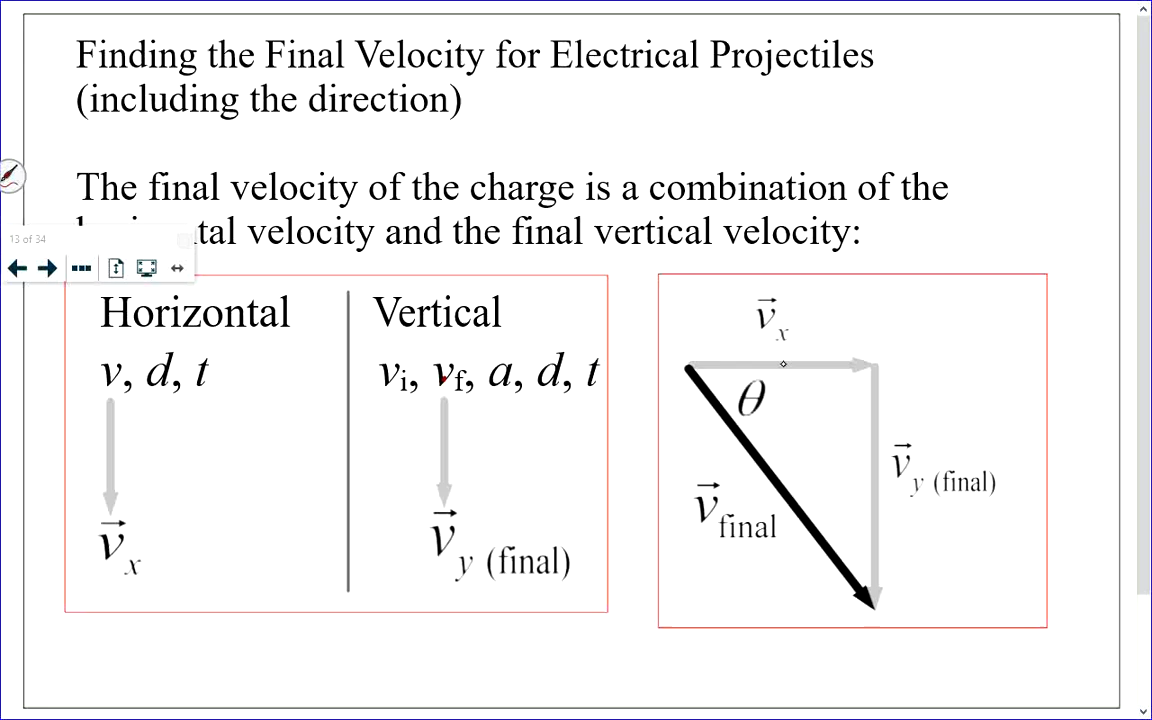 Finding the Final Velocity for Electrical Projectiles
(including the direction)
The final velocity of the charge is a combination of the
velocity and the final vertical velocity:
13 of 34
Horizontal
v, d, t
v⃗x
Vertical
vi, vf, a, d, t
v⃗y (final)
v⃗x
θ
v⃗y (final)
v⃗final